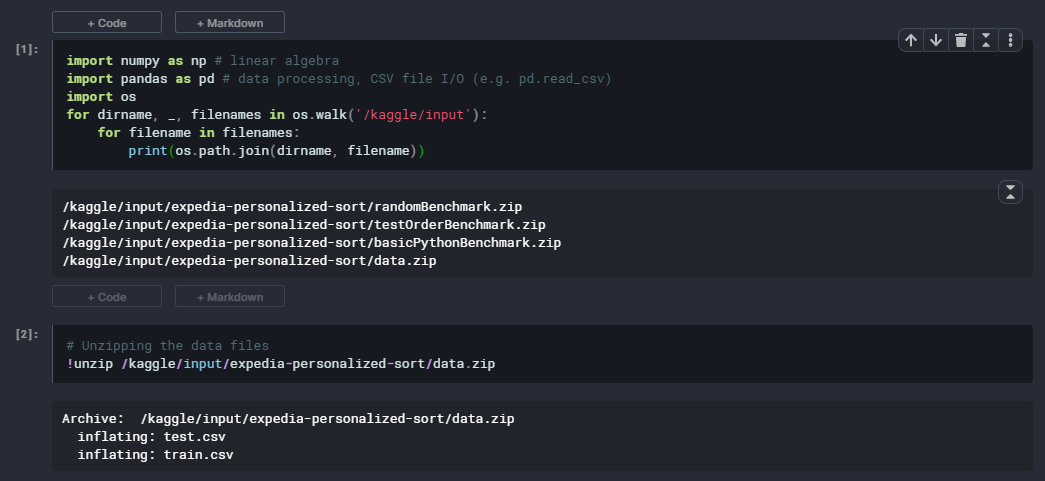 + Code + Markdown
[1]:
import numpy as np # linear algebra
import pandas as pd # data processing, CSV file I/O (e.g. pd.read_csv)
import os
for dirname, _, filenames in os.walk('/kaggle/input'):
    for filename in filenames:
        print(os.path.join(dirname, filename))
/kaggle/input/expedia-personalized-sort/randomBenchmark.zip
/kaggle/input/expedia-personalized-sort/testOrderBenchmark.zip
/kaggle/input/expedia-personalized-sort/basicPythonBenchmark.zip
/kaggle/input/expedia-personalized-sort/data.zip
+ Code + Markdown
[2]:
# Unzipping the data files
!unzip /kaggle/input/expedia-personalized-sort/data.zip
Archive:  /kaggle/input/expedia-personalized-sort/data.zip
  inflating: test.csv
  inflating: train.csv